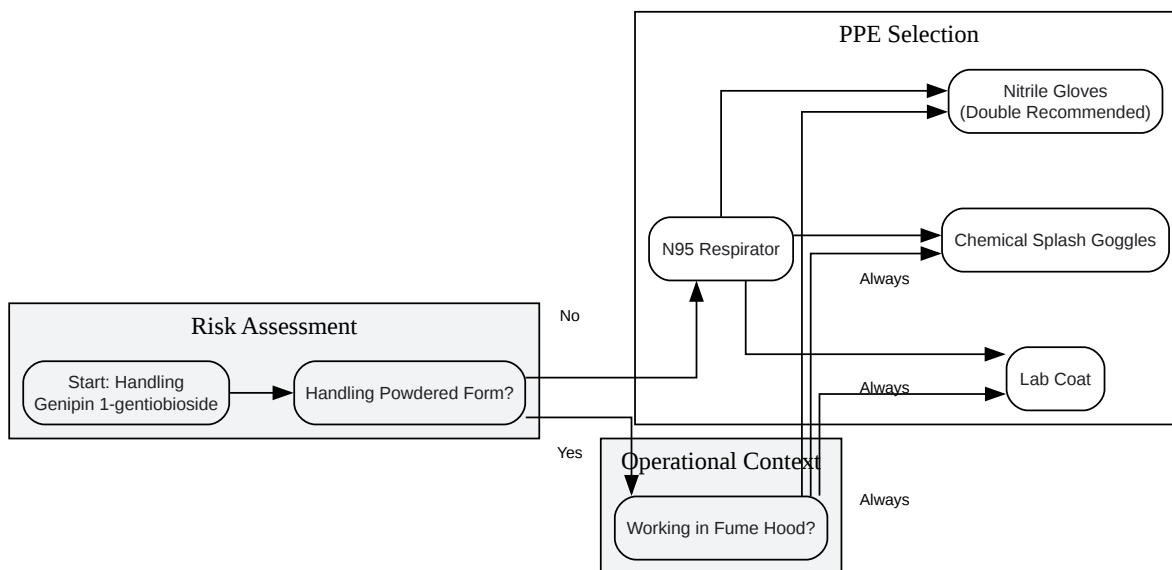 PPE Selection
Nitrile Gloves
(Double Recommended)
N95 Respirator
Chemical Splash Goggles
Always
No
Risk Assessment
Start: Handling
Genipin 1-gentiobioside
Handling Powdered Form?
Lab Coat
Always
Yes
Operational Context
Always
Working in Fume Hood?